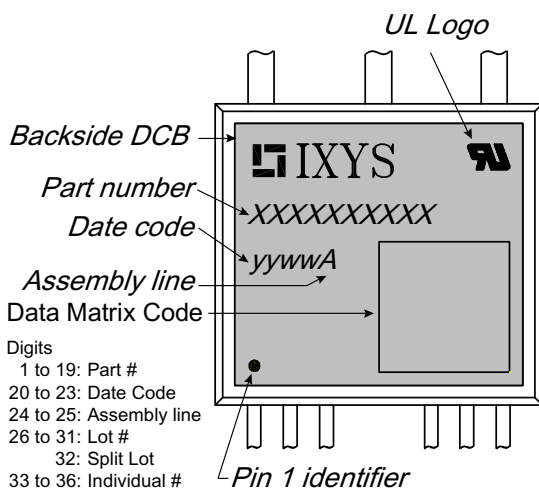 UL Logo
Backside DCB
IXYS
Part number
XXXXXXXXXX
Date code
yywwA
Assembly line
Data Matrix Code
Digits
1 to 19: Part #
20 to 23: Date Code
24 to 25: Assembly line
26 to 31: Lot #
32: Split Lot
33 to 36: Individual #
Pin 1 identifier